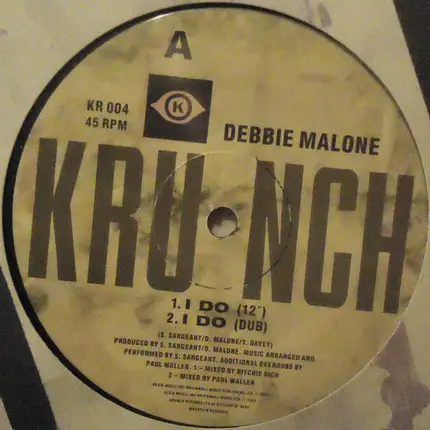 A
KR 004
45 RPM
K
DEBBIE MALONE
KRUNCH
1. I DO (12")
2. I DO (DUB)
(S. SARGEANT/D. MALONE/T. DAVEY)
PRODUCED BY S. SARGEANT/D. MALONE. MUSIC ARRANGED AND
PERFORMED BY S. SARGEANT. ADDITIONAL OVERDUBS BY
PAUL WALLER. 1 - MIXED BY RITCHIE RICH
2 - MIXED BY PAUL WALLER